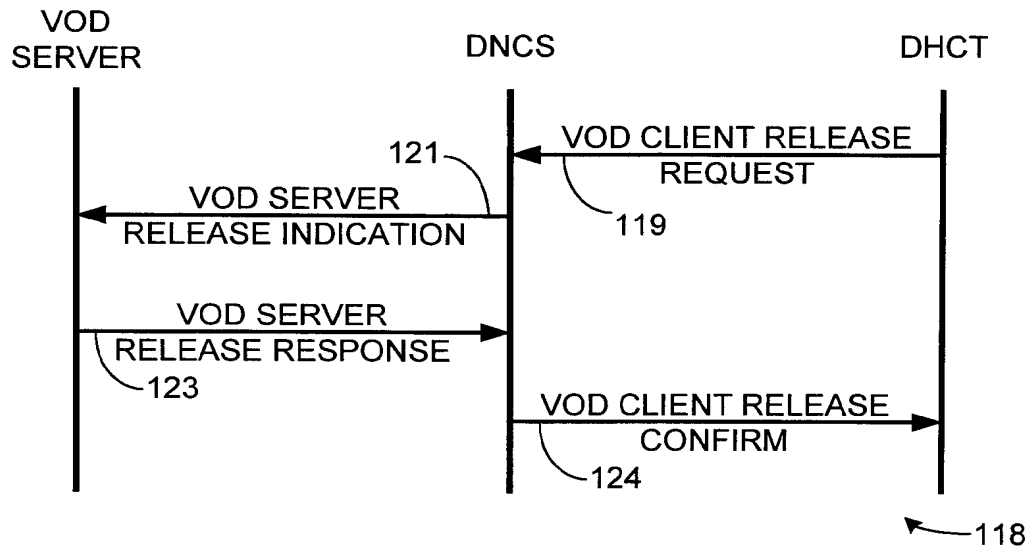 VOD
SERVER
DNCS
DHCT
VOD CLIENT RELEASE
REQUEST
119
121
VOD SERVER
RELEASE INDICATION
VOD SERVER
RELEASE RESPONSE
123
VOD CLIENT RELEASE
CONFIRM
124
118